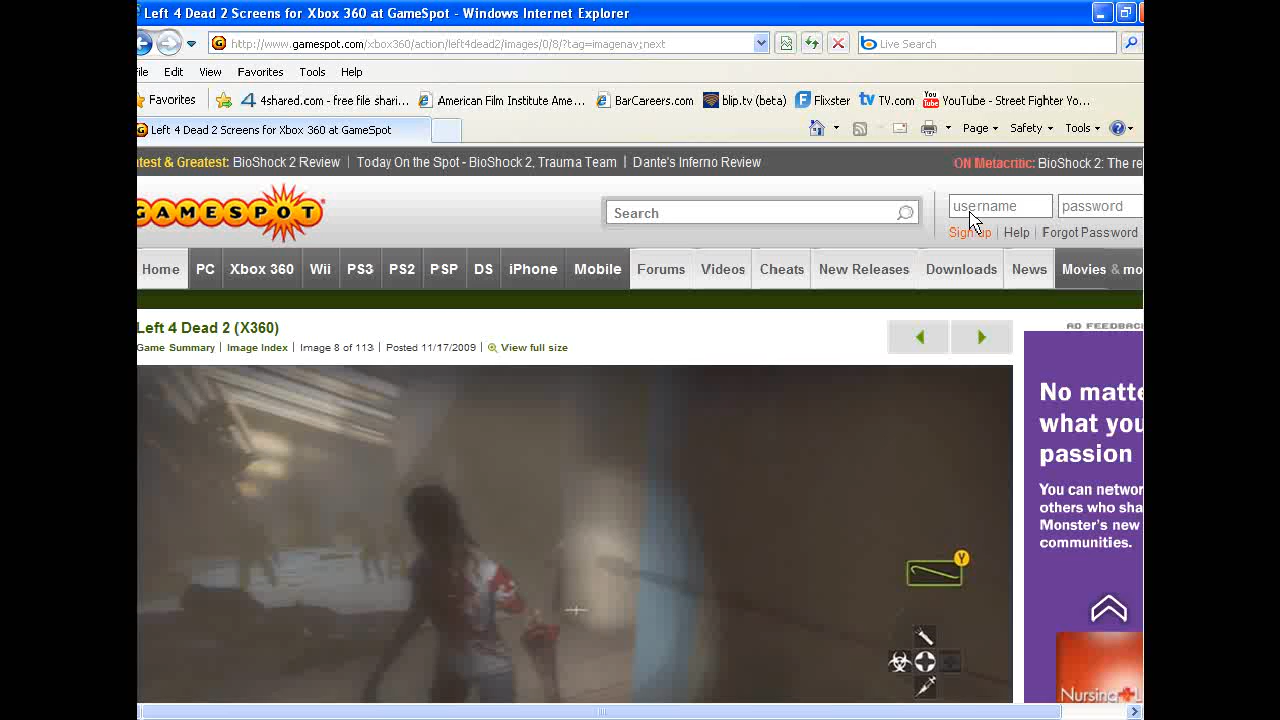 Left 4 Dead 2 Screens for Xbox 360 at GameSpot - Windows Internet Explorer
http://www.gamespot.com/xbox360/action/left4dead2/images/0/8/?tag=imagenav;next
Live Search
ile Edit View Favorites Tools Help
Favorites 4shared.com - free file shari... American Film Institute Ame... BarCareers.com blip.tv (beta) Flixster tv TV.com You Tube YouTube - Street Fighter Yo...
Left 4 Dead 2 Screens for Xbox 360 at GameSpot
Page Safety Tools
test & Greatest: BioShock 2 Review | Today On the Spot - BioShock 2, Trauma Team | Dante's Inferno Review
ON Metacritic: BioShock 2: The re
GAMESPOT
Search
username password
Sign up | Help | Forgot Password
Home PC Xbox 360 Wii PS3 PS2 PSP DS iPhone Mobile Forums Videos Cheats New Releases Downloads News Movies & mo
Left 4 Dead 2 (X360)
Game Summary | Image Index | Image 8 of 113 | Posted 11/17/2009 | View full size
AD FEEDBAC
No matte
what you
passion
You can networ
others who sha
Monster's new
communities.
Y
Nursing L